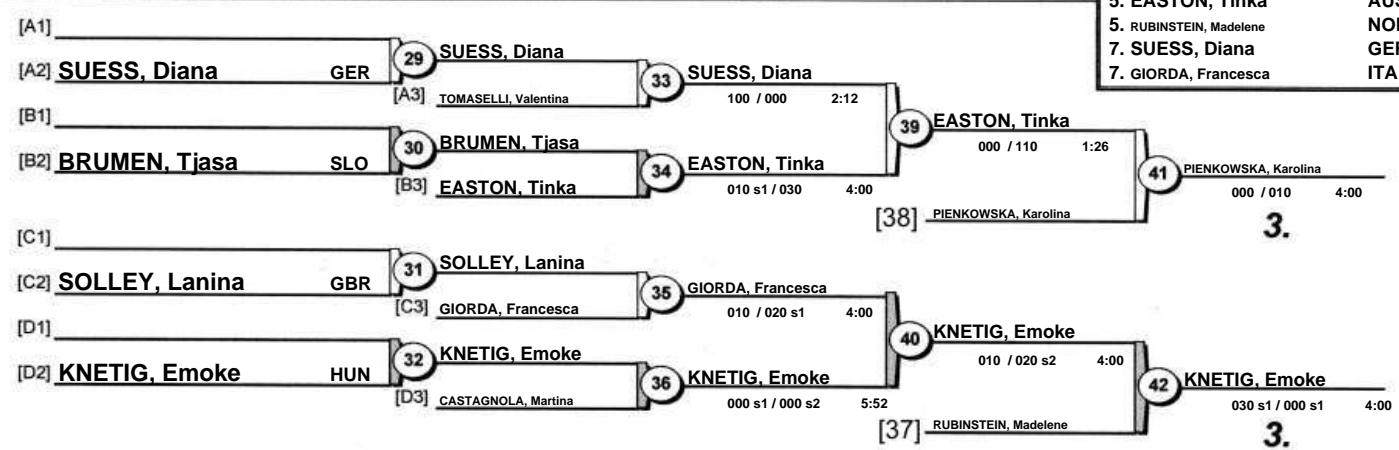 5. EASTON, Tinka
5. RUBINSTEIN, Madelene
7. SUESS, Diana
7. GIORDA, Francesca ITA
[A1]
[A2] SUESS, Diana GER
29
SUESS, Diana
[A3] TOMASELLI, Valentina
33
SUESS, Diana
100 / 000 2:12
[B1]
[B2] BRUMEN, Tjasa SLO
30
BRUMEN, Tjasa
[B3] EASTON, Tinka
34
EASTON, Tinka
010 s1 / 030 4:00
39
EASTON, Tinka
000 / 110 1:26
[38] PIENKOWSKA, Karolina
41
PIENKOWSKA, Karolina
000 / 010 4:00
3.
[C1]
[C2] SOLLEY, Lanina GBR
31
SOLLEY, Lanina
[C3] GIORDA, Francesca
35
GIORDA, Francesca
010 / 020 s1 4:00
[D1]
[D2] KNETIG, Emoke HUN
32
KNETIG, Emoke
[D3] CASTAGNOLA, Martina
36
KNETIG, Emoke
000 s1 / 000 s2 5:52
40
KNETIG, Emoke
010 / 020 s2 4:00
[37] RUBINSTEIN, Madelene
42
KNETIG, Emoke
030 s1 / 000 s1 4:00
3.